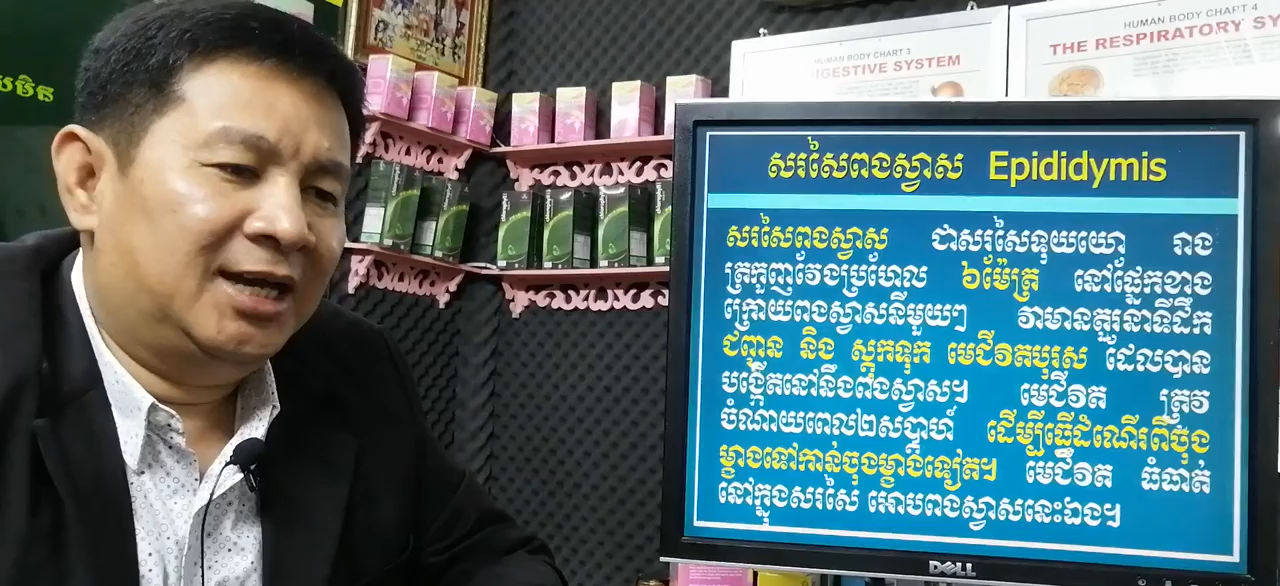 យមិន
HUMAN BODY CHART 3
DIGESTIVE SYSTEM
HUMAN BODY CHART 4
THE RESPIRATORY SY
សរសៃពងស្វាស Epididymis
សរសៃពងស្វាស ជាសរសៃទុយយោ រាង
ត្រកួញវែងប្រហែល ៦ម៉ែត្រ នៅផ្នែកខាង
ក្រោយពងស្វាសនីមួយៗ វាមានតួរនាទីដឹក
ជញ្ជូន និង ស្តុកទុក មេជីវិតបុរស ដែលបាន
បង្កើតនៅនឹងពងស្វាស។ មេជីវិត ត្រូវ
ចំណាយពេល២សប្តាហ៍ ដើម្បីធ្វើដំណើរពីចុង
ម្ខាងទៅកាន់ចុងម្ខាងទៀត។ មេជីវិត ធំធាត់
នៅក្នុងសរសៃ អោបពងស្វាសនេះឯង។
DELL